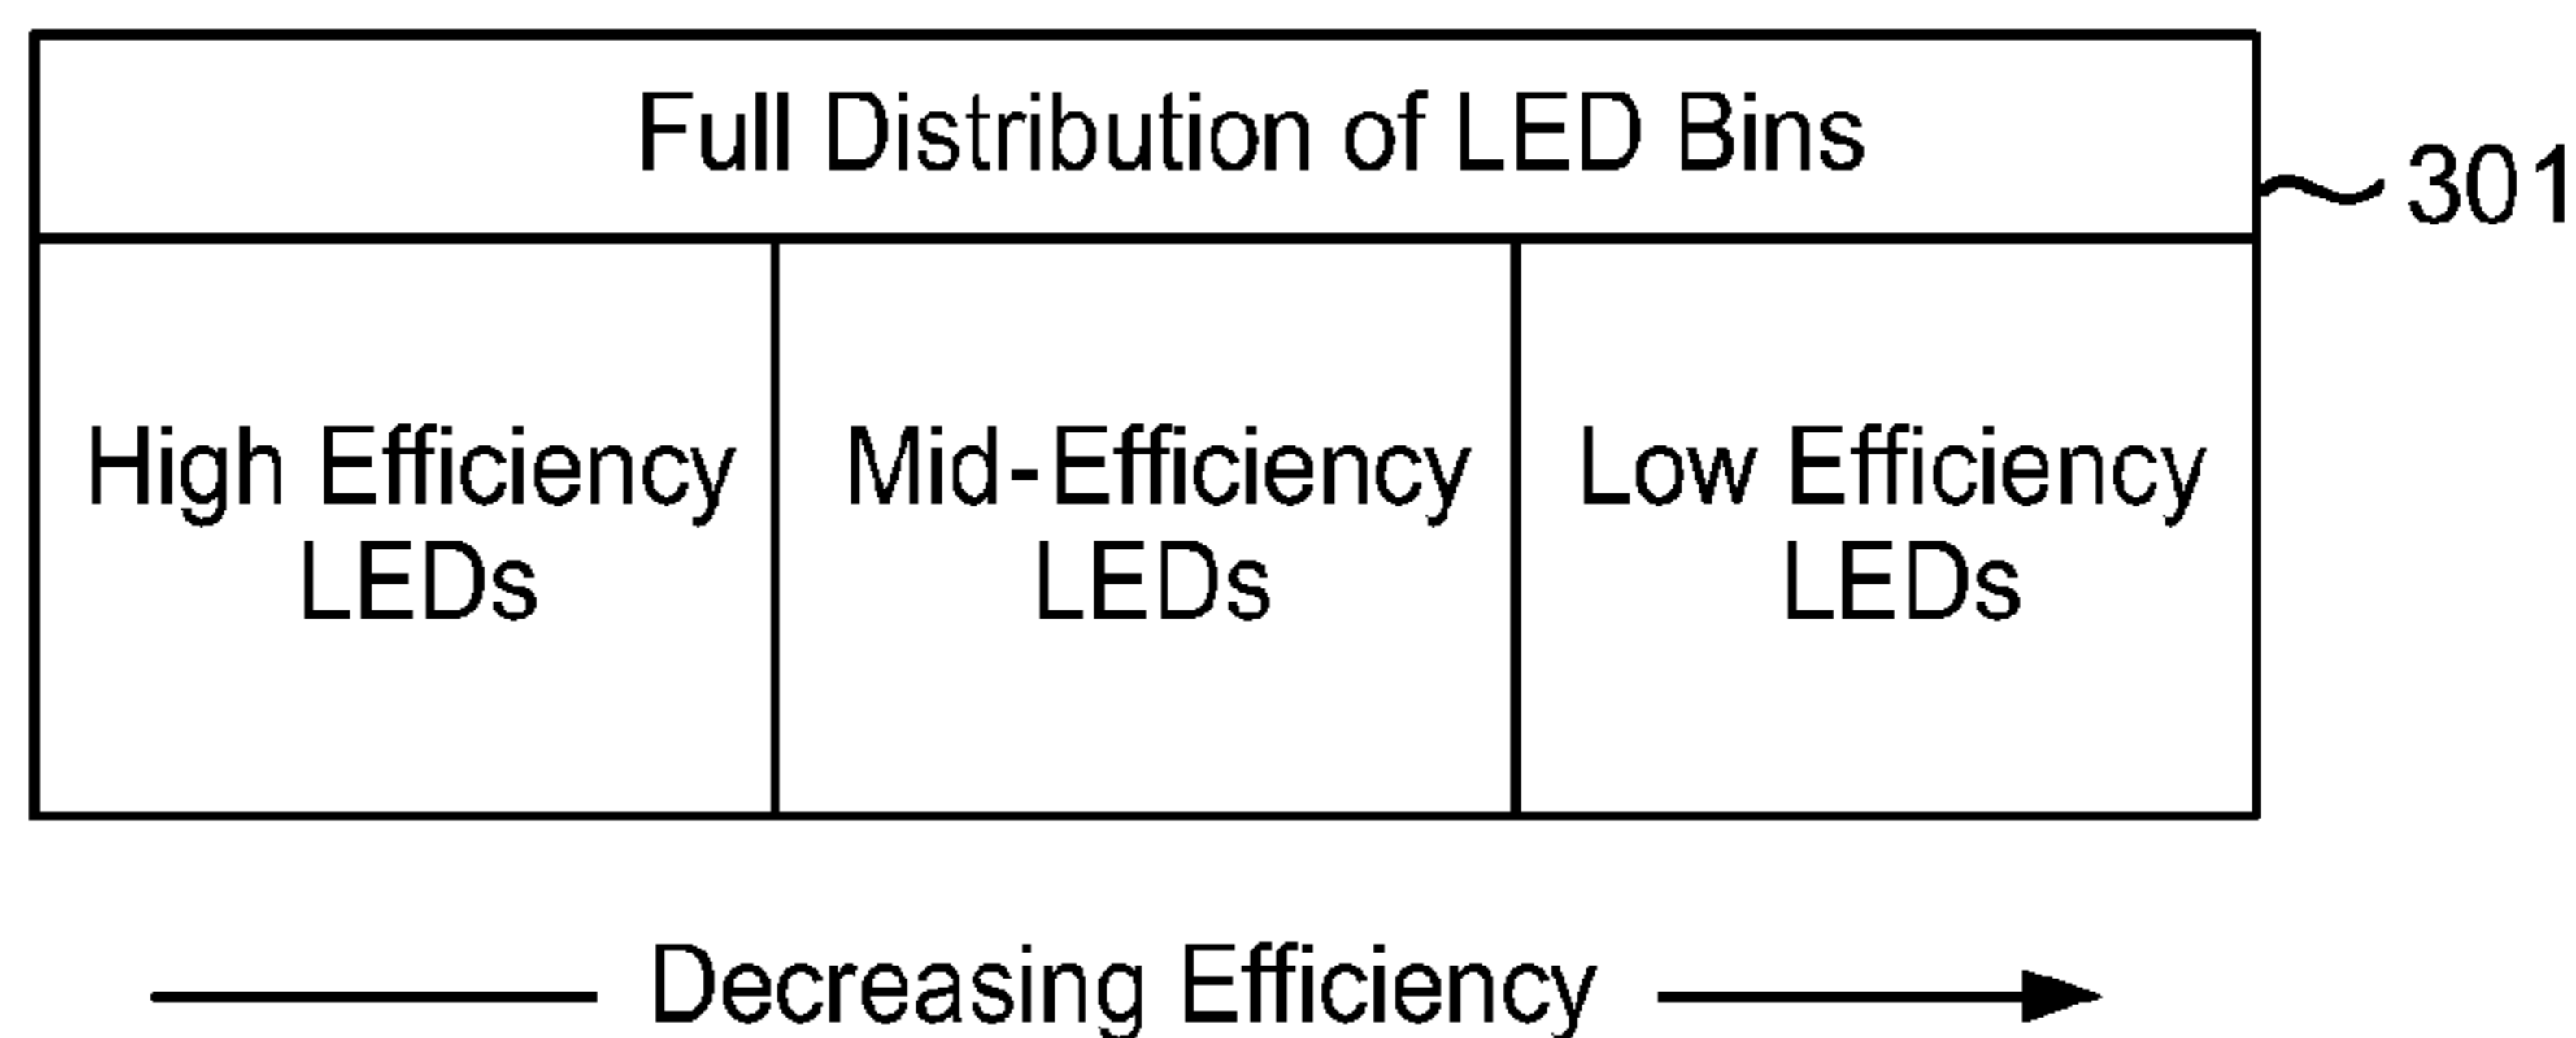 Full Distribution of LED Bins
301
High Efficiency
LEDs
Mid-Efficiency
LEDs
Low Efficiency
LEDs
Decreasing Efficiency